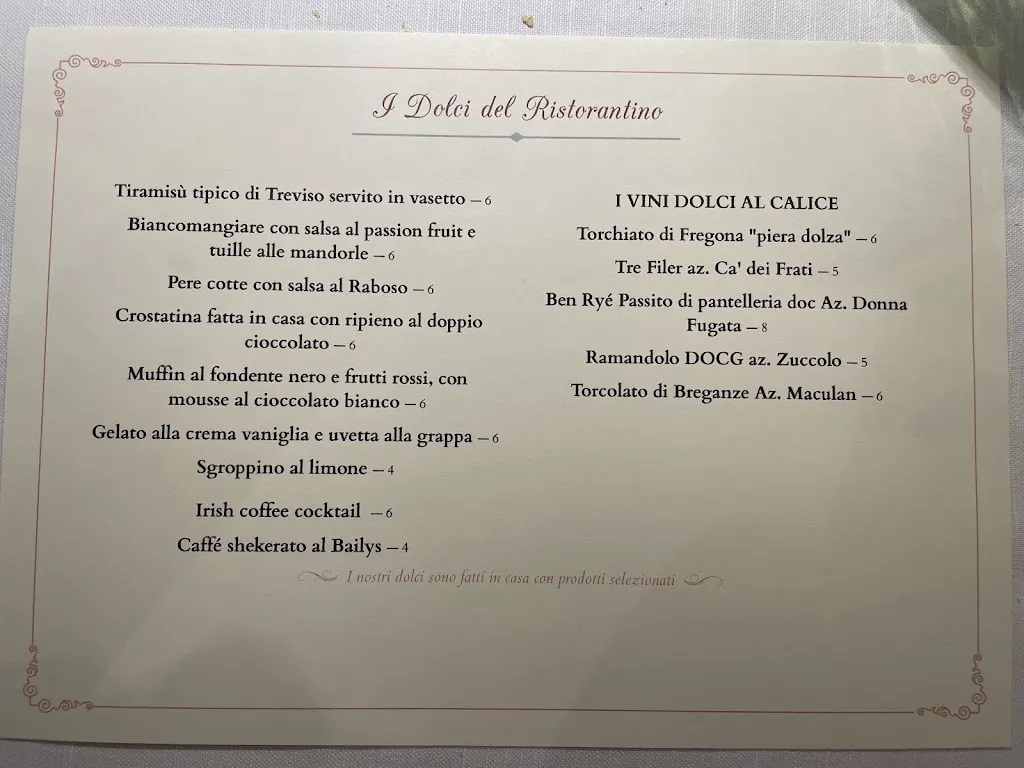 I Dolci del Ristorantino
Tiramisù tipico di Treviso servito in vasetto – 6
Biancomangiare con salsa al passion fruit e
tuille alle mandorle – 6
Pere cotte con salsa al Raboso – 6
Crostatina fatta in casa con ripieno al doppio
cioccolato – 6
Muffin al fondente nero e frutti rossi, con
mousse al cioccolato bianco – 6
Gelato alla crema vaniglia e uvetta alla grappa – 6
Sgroppino al limone – 4
Irish coffee cocktail – 6
Caffé shekerato al Bailys – 4
I VINI DOLCI AL CALICE
Torchiato di Fregona "piera dolza" – 6
Tre Filer az. Ca' dei Frati – 5
Ben Ryé Passito di pantelleria doc Az. Donna
Fugata – 8
Ramandolo DOCG az. Zuccolo – 5
Torcolato di Breganze Az. Maculan – 6
I nostri dolci sono fatti in casa con prodotti selezionati